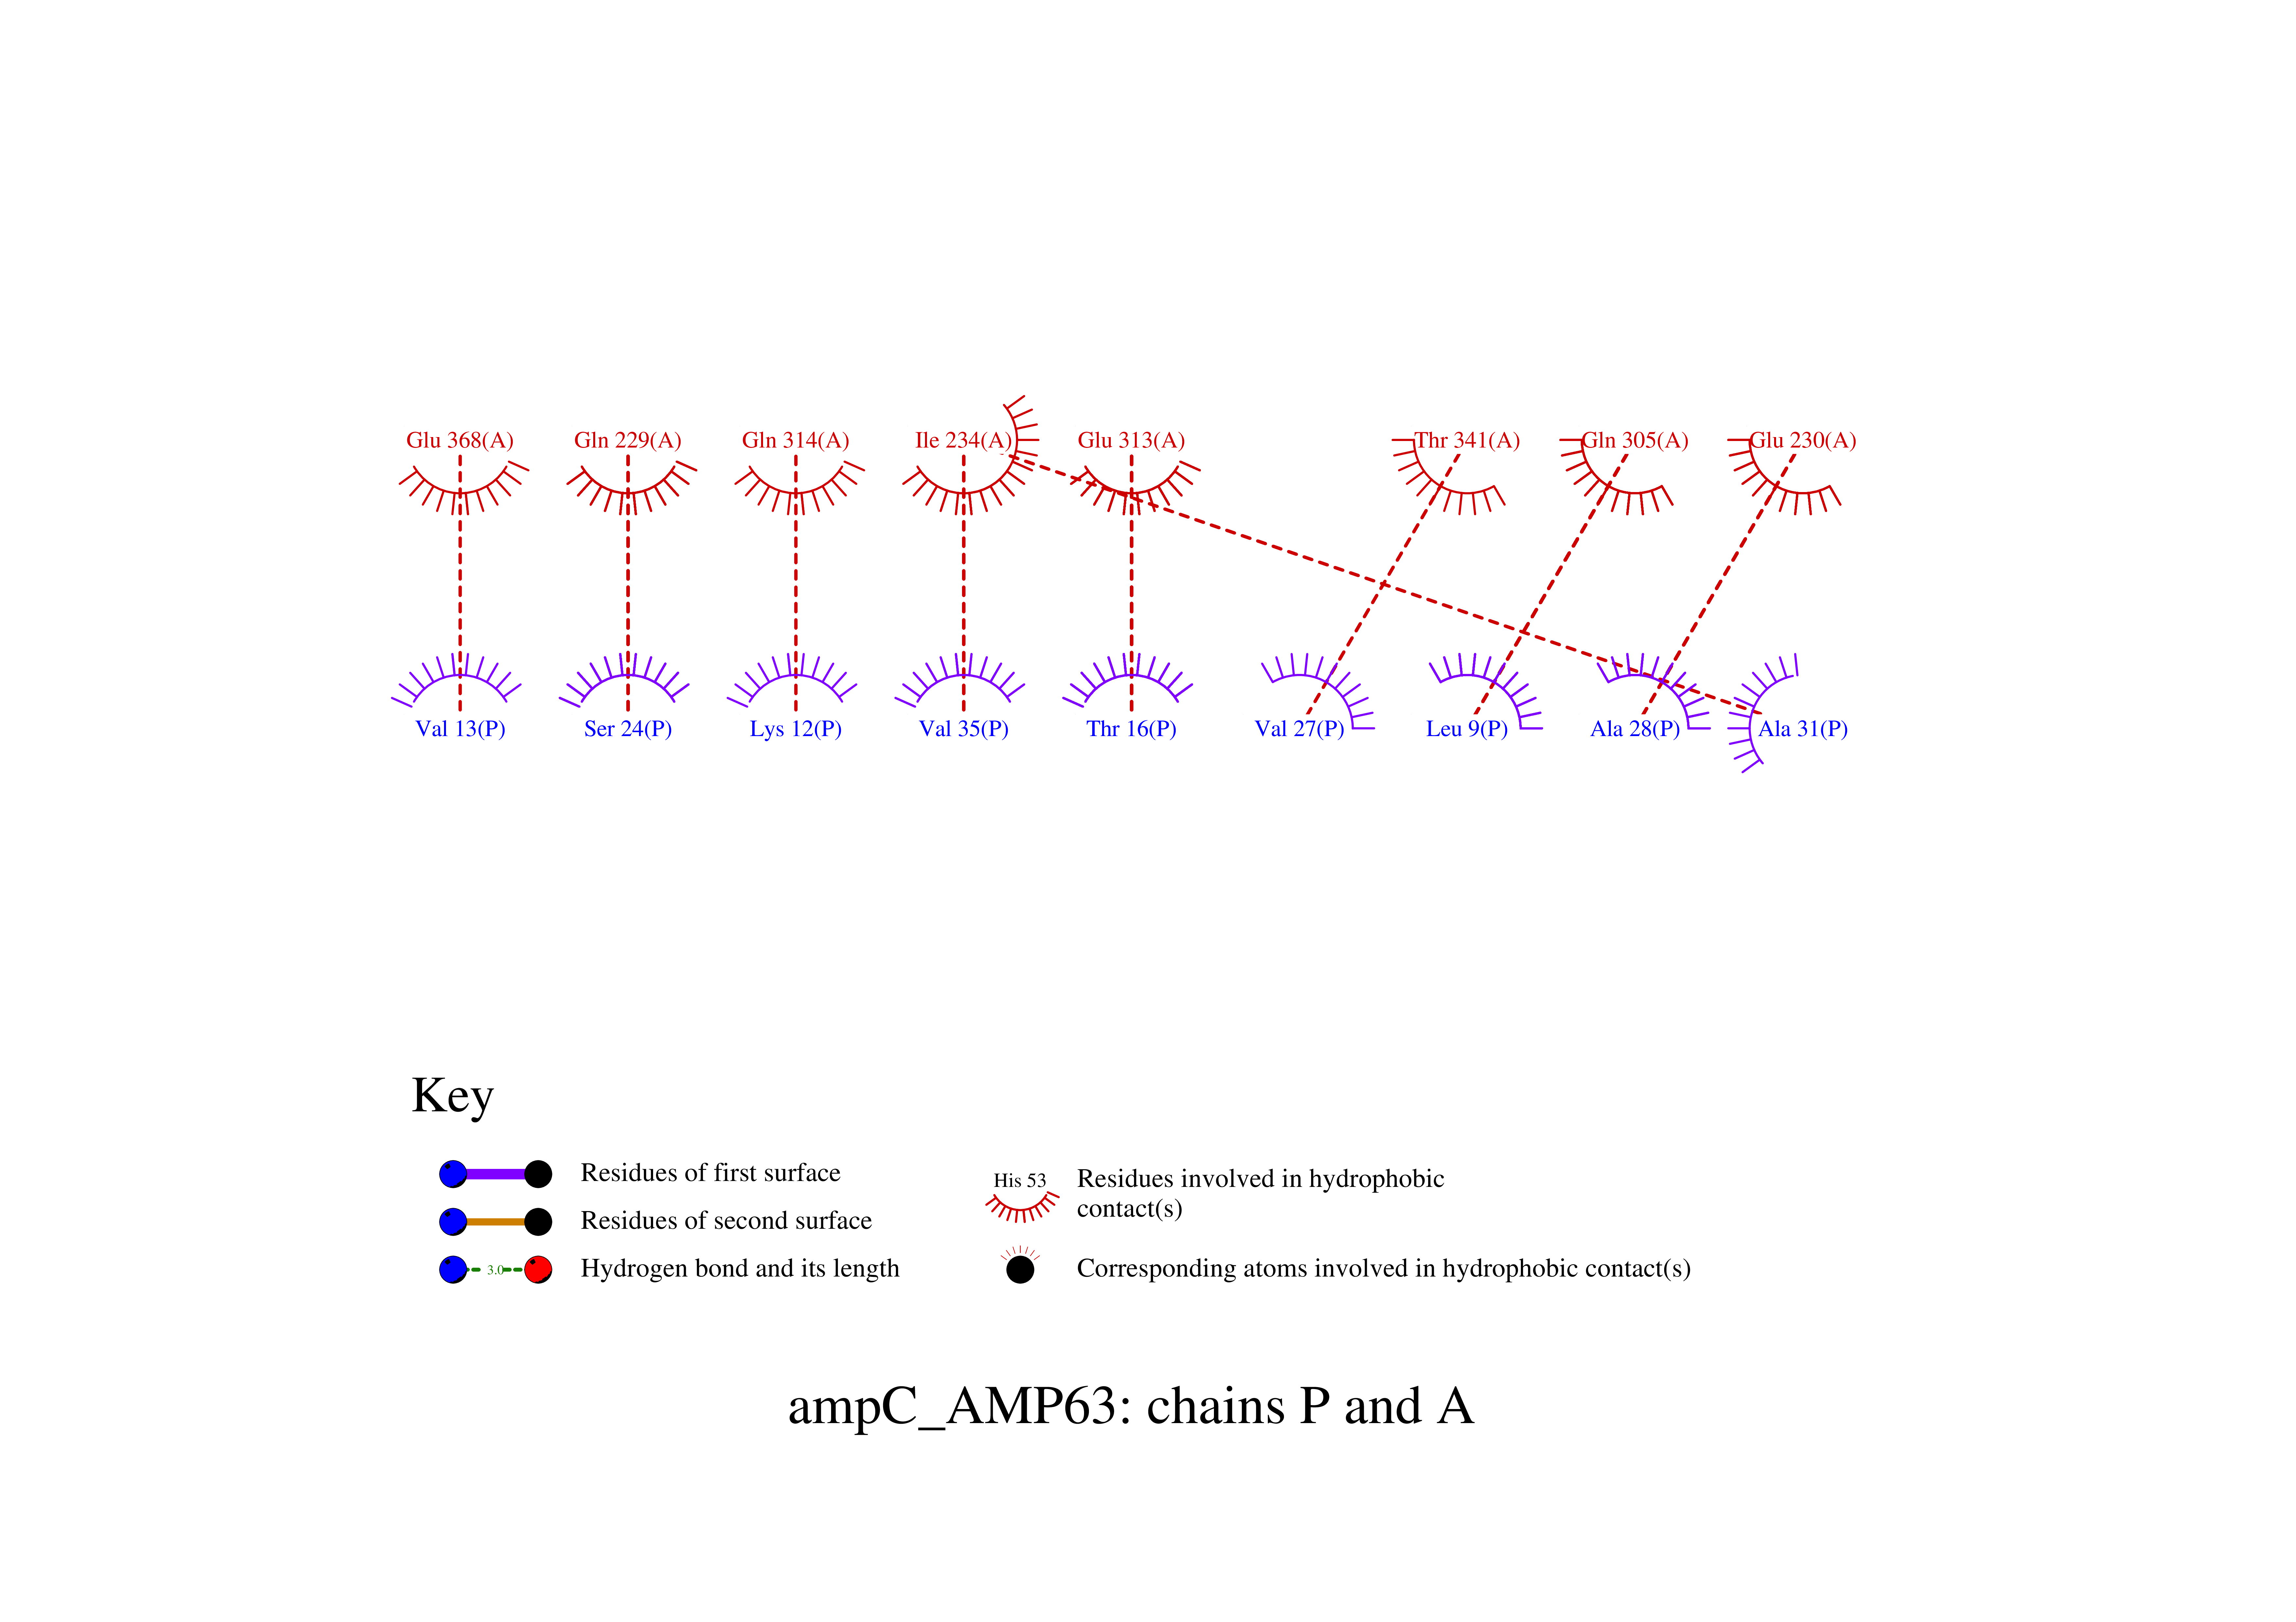 Glu 368(A) Gln 229(A) Gln 314(A) Ile 234(A) Glu 313(A) Thr 341(A) Gln 305(A) Glu 230(A)
Val 13(P) Ser 24(P) Lys 12(P) Val 35(P) Thr 16(P) Val 27(P) Leu 9(P) Ala 28(P) Ala 31(P)
Key
Residues of first surface
Residues of second surface
3.0 Hydrogen bond and its length
His 53 Residues involved in hydrophobic
contact(s)
Corresponding atoms involved in hydrophobic contact(s)
ampC_AMP63: chains P and A